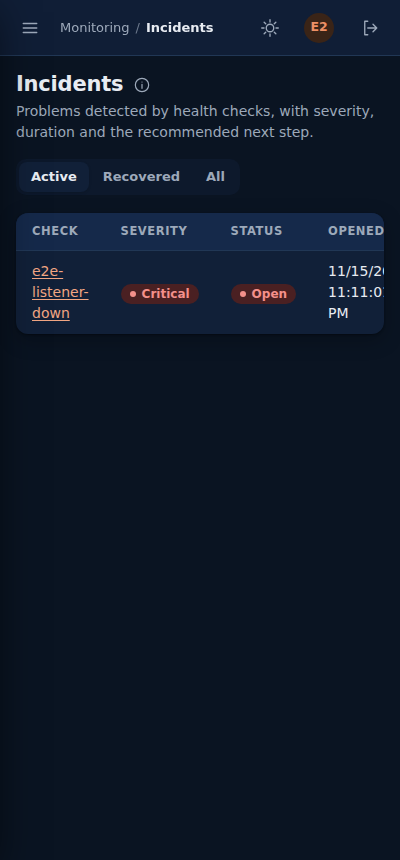 Monitoring / Incidents
E2
Incidents
Problems detected by health checks, with severity,
duration and the recommended next step.
Active Recovered All
CHECK SEVERITY STATUS OPENED
e2e-
listener-
down
Critical
Open
PM